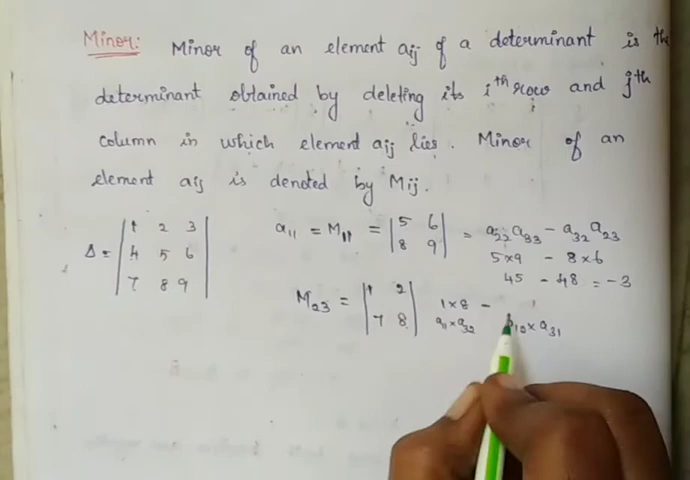 Minor: Minor of an element aij of a determinant is the
determinant obtained by deleting its ith row and jth
column in which element aij lies. Minor of an
element aij is denoted by Mij.
Δ = | 1 2 3 |
| 4 5 6 |
| 7 8 9 |
a11 = M11 = | 5 6 | = a22 a33 - a32 a23
| 8 9 | 5×9 - 8×6
45 - 48 = -3
M23 = | 1 2 | 1×8 -
| 7 8 | a11×a32 × a31